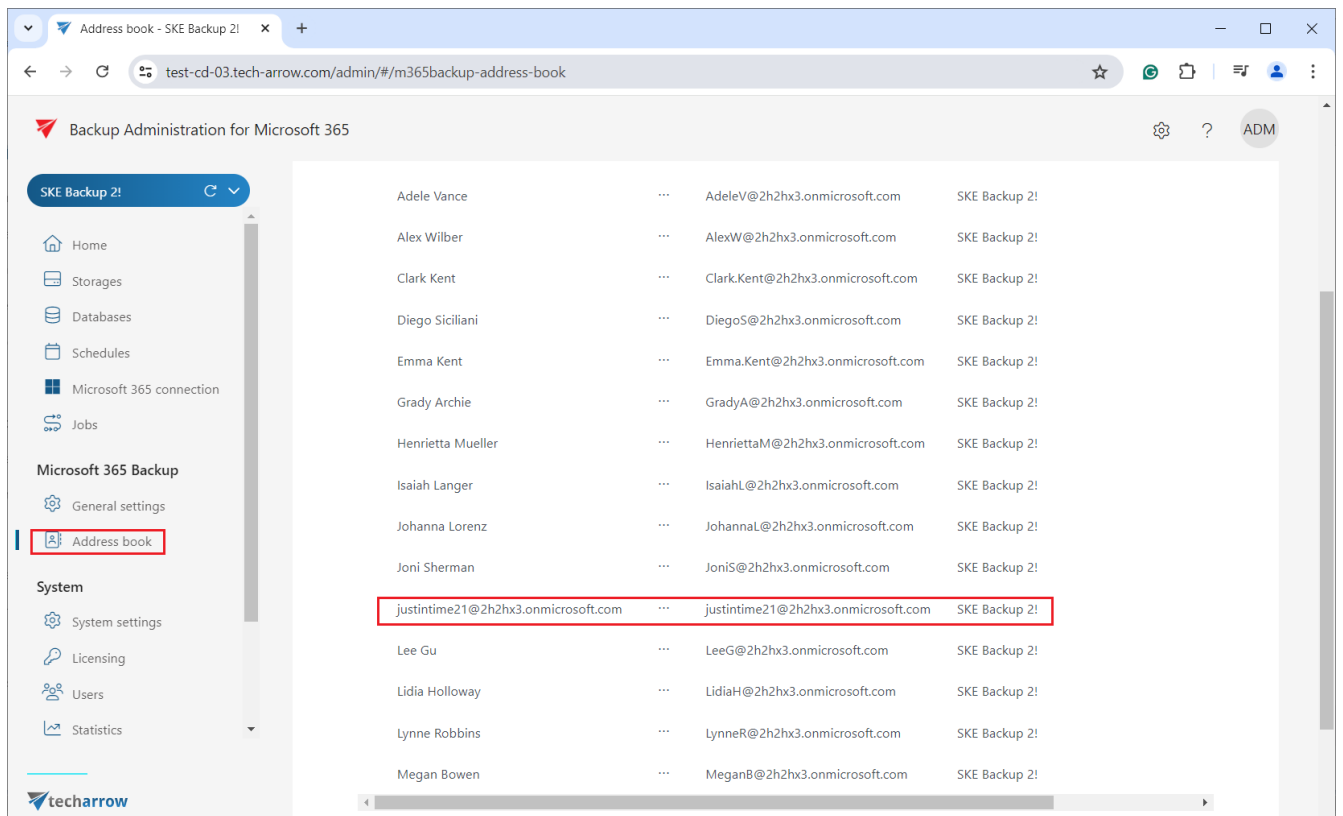 Address book - SKE Backup 2!
test-cd-03.tech-arrow.com/admin/#/m365backup-address-book
Backup Administration for Microsoft 365
ADM
SKE Backup 2!
Home
Storages
Databases
Schedules
Microsoft 365 connection
Jobs
Microsoft 365 Backup
General settings
Address book
System
System settings
Licensing
Users
Statistics
techarrow
Adele Vance ··· AdeleV@2h2hx3.onmicrosoft.com SKE Backup 2!
Alex Wilber ··· AlexW@2h2hx3.onmicrosoft.com SKE Backup 2!
Clark Kent ··· Clark.Kent@2h2hx3.onmicrosoft.com SKE Backup 2!
Diego Siciliani ··· DiegoS@2h2hx3.onmicrosoft.com SKE Backup 2!
Emma Kent ··· Emma.Kent@2h2hx3.onmicrosoft.com SKE Backup 2!
Grady Archie ··· GradyA@2h2hx3.onmicrosoft.com SKE Backup 2!
Henrietta Mueller ··· HenriettaM@2h2hx3.onmicrosoft.com SKE Backup 2!
Isaiah Langer ··· IsaiahL@2h2hx3.onmicrosoft.com SKE Backup 2!
Johanna Lorenz ··· JohannaL@2h2hx3.onmicrosoft.com SKE Backup 2!
Joni Sherman ··· JoniS@2h2hx3.onmicrosoft.com SKE Backup 2!
justintime21@2h2hx3.onmicrosoft.com ··· justintime21@2h2hx3.onmicrosoft.com SKE Backup 2!
Lee Gu ··· LeeG@2h2hx3.onmicrosoft.com SKE Backup 2!
Lidia Holloway ··· LidiaH@2h2hx3.onmicrosoft.com SKE Backup 2!
Lynne Robbins ··· LynneR@2h2hx3.onmicrosoft.com SKE Backup 2!
Megan Bowen ··· MeganB@2h2hx3.onmicrosoft.com SKE Backup 2!